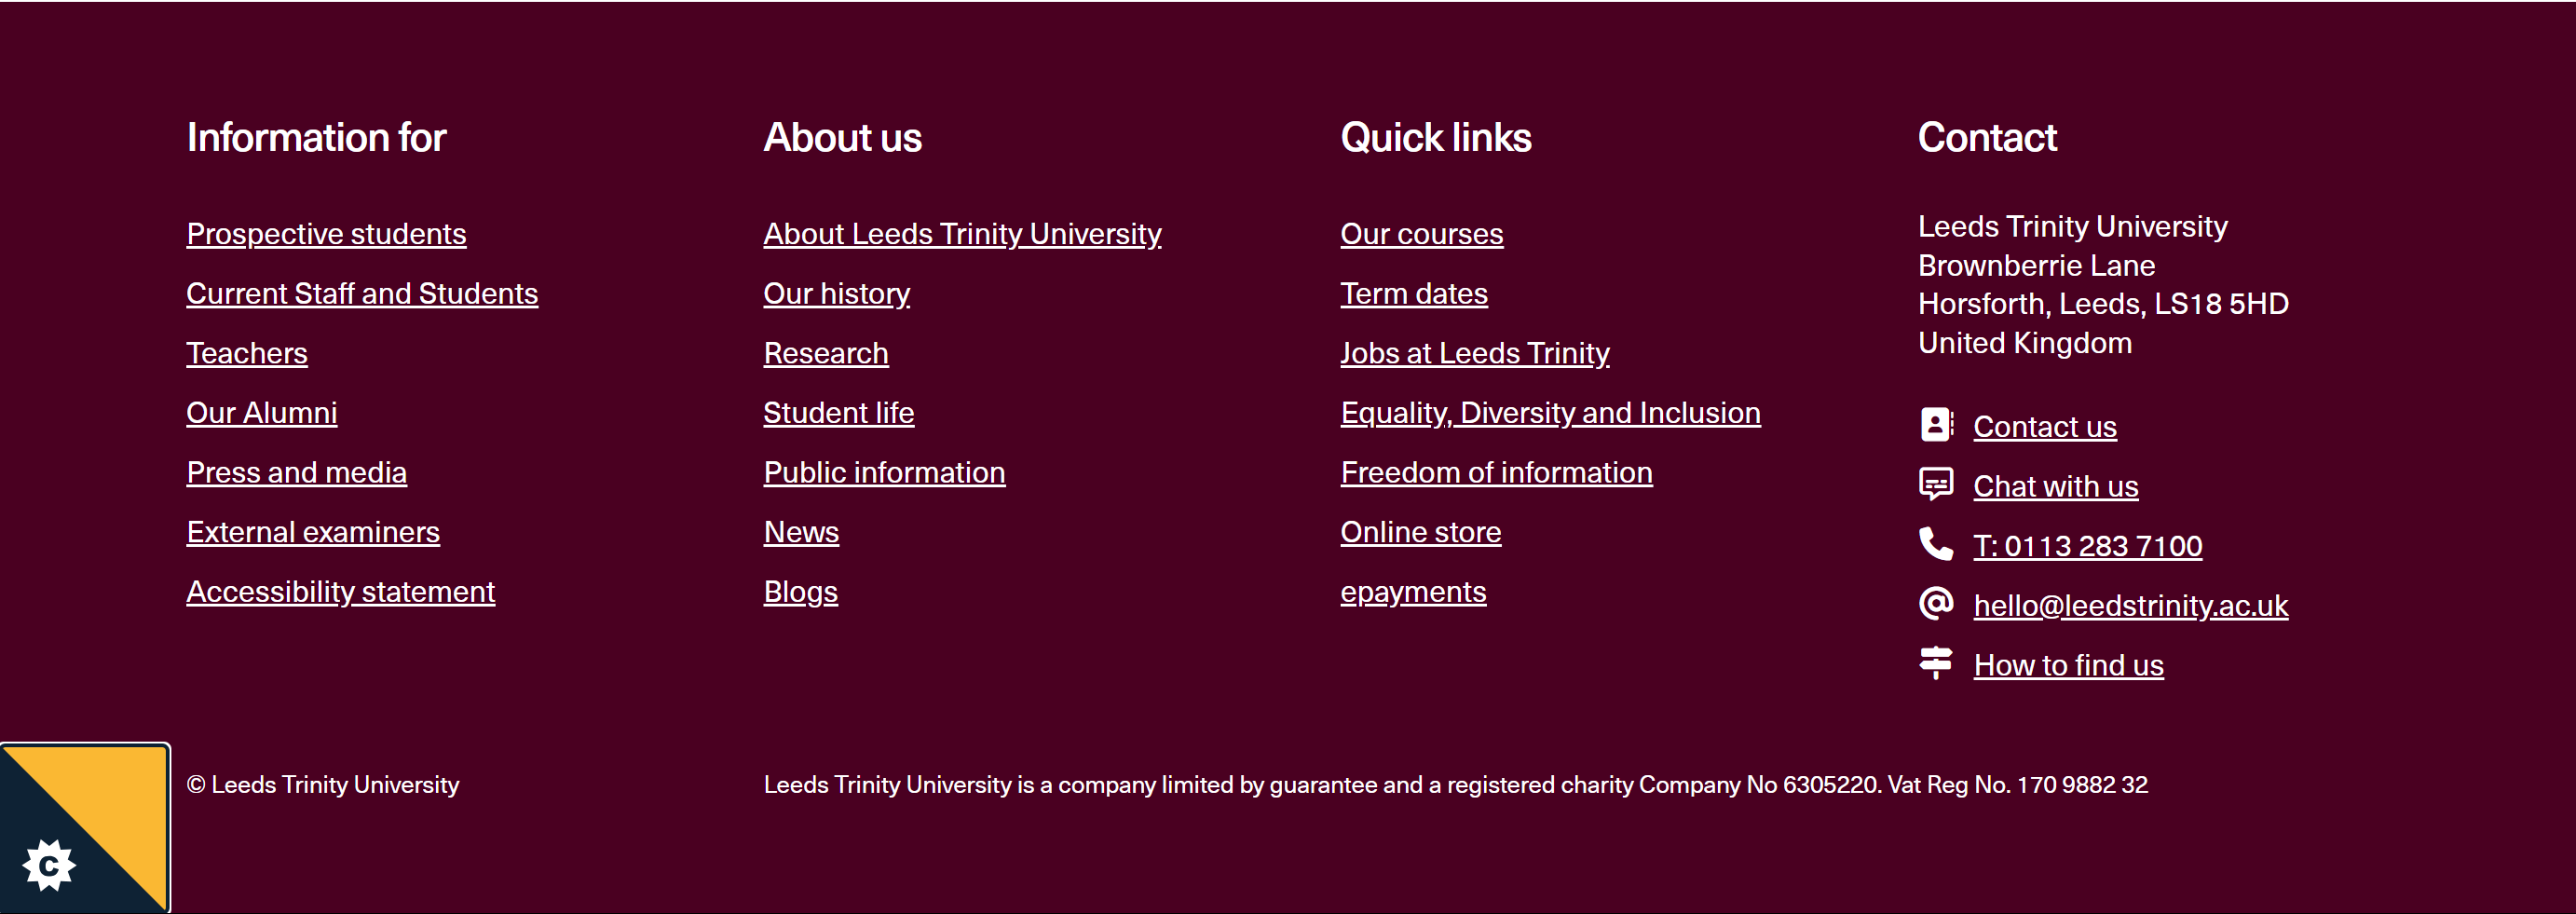 Information for
Prospective students
Current Staff and Students
Teachers
Our Alumni
Press and media
External examiners
Accessibility statement
About us
About Leeds Trinity University
Our history
Research
Student life
Public information
News
Blogs
Quick links
Our courses
Term dates
Jobs at Leeds Trinity
Equality, Diversity and Inclusion
Freedom of information
Online store
epayments
Contact
Leeds Trinity University
Brownberrie Lane
Horsforth, Leeds, LS18 5HD
United Kingdom
Contact us
Chat with us
T: 0113 283 7100
hello@leedstrinity.ac.uk
How to find us
C
© Leeds Trinity University
Leeds Trinity University is a company limited by guarantee and a registered charity Company No 6305220. Vat Reg No. 170 9882 32